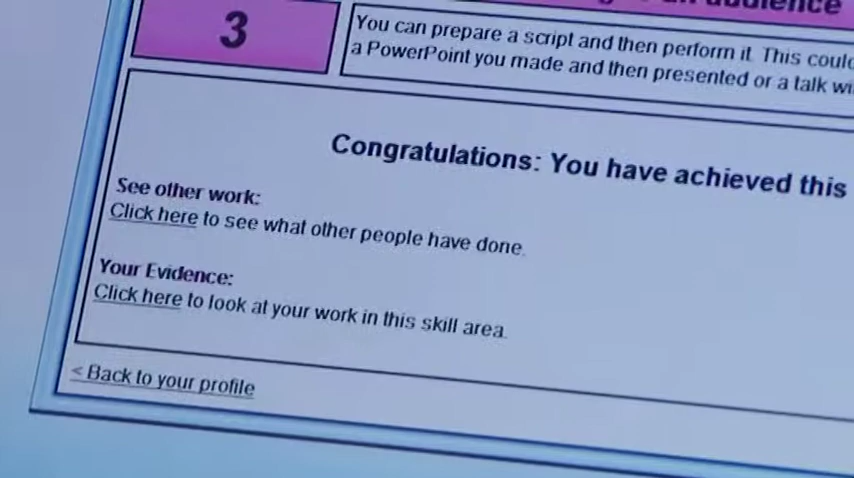 audience
3
You can prepare a script and then perform it. This could
a PowerPoint you made and then presented or a talk
Congratulations: You have achieved this
See other work:
Click here to see what other people have done.
Your Evidence:
Click here to look at your work in this skill area.
< Back to your profile